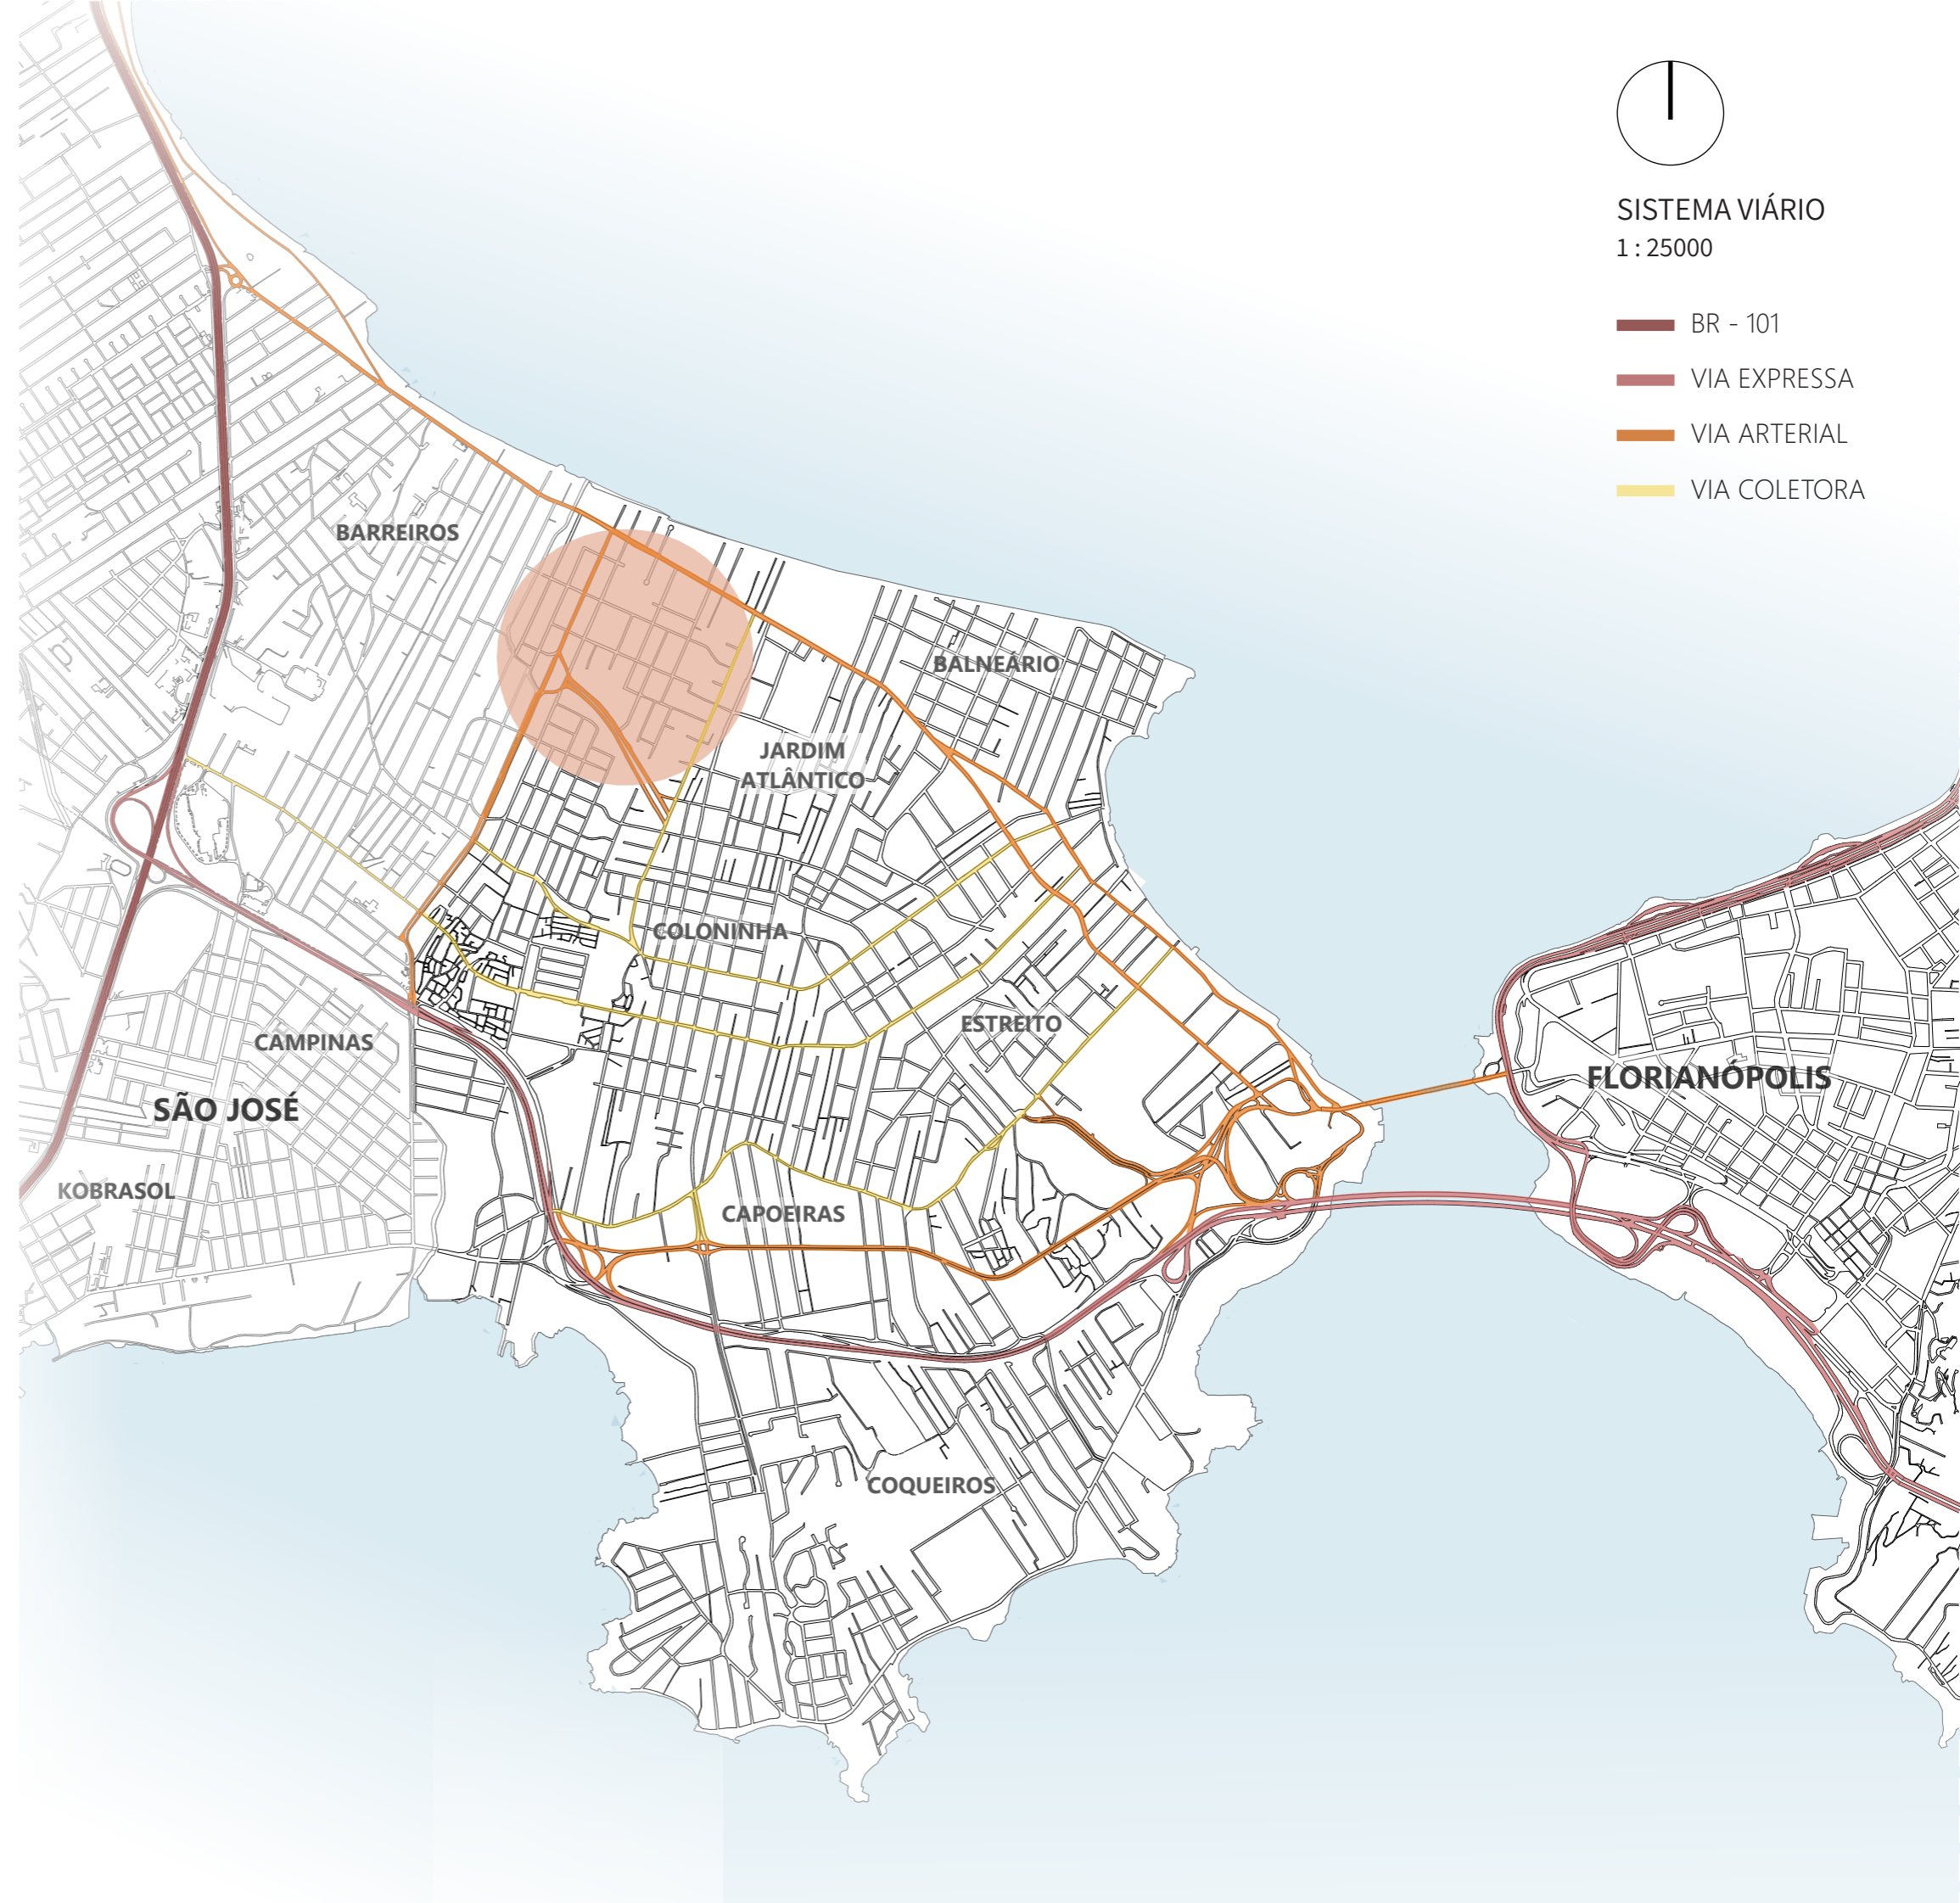 SISTEMA VIÁRIO
1 : 25000
BR - 101
VIA EXPRESSA
VIA ARTERIAL
VIA COLETORA
BARREIROS
BALNEÁRIO
JARDIM
ATLÂNTICO
COLONINHA
ESTREITO
CAMPINAS
FLORIANÓPOLIS
SÃO JOSÉ
KOBRASOL
CAPOEIRAS
COQUEIROS